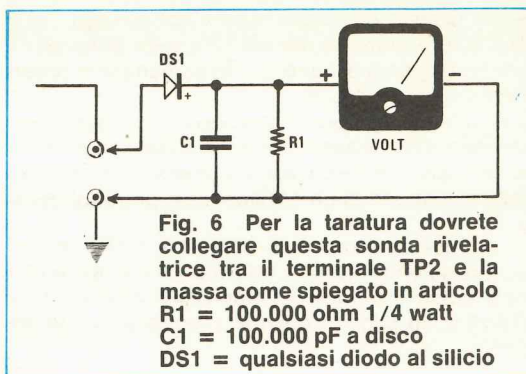 DS1
+
+
-
C1
R1
VOLT
Fig. 6 Per la taratura dovrete
collegare questa sonda rivela-
trice tra il terminale TP2 e la
massa come spiegato in articolo
R1 = 100.000 ohm 1/4 watt
C1 = 100.000 pF a disco
DS1 = qualsiasi diodo al silicio